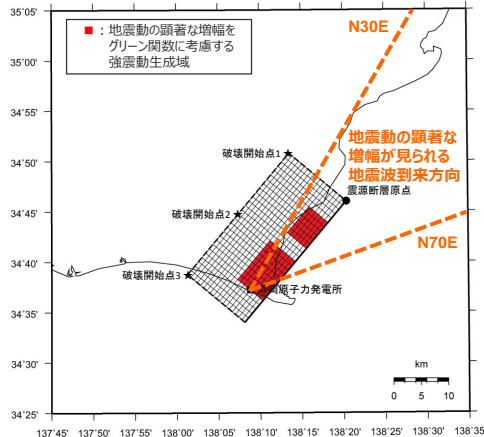 35°05'
35°00'
34°55'
34°50'
34°45'
34°40'
34°35'
34°30'
34°25'
■:地震動の顕著な増幅を
グリーン関数に考慮する
強震動生成域
N30E
地震動の顕著な
増幅が見られる
地震波到来方向
破壊開始点1
震源断層原点
破壊開始点2
N70E
破壊開始点3
岡原子力発電所
km
0 5 10
137°45' 137°50' 137°55' 138°00' 138°05' 138°10' 138°15' 138°20' 138°25' 138°30' 138°35'